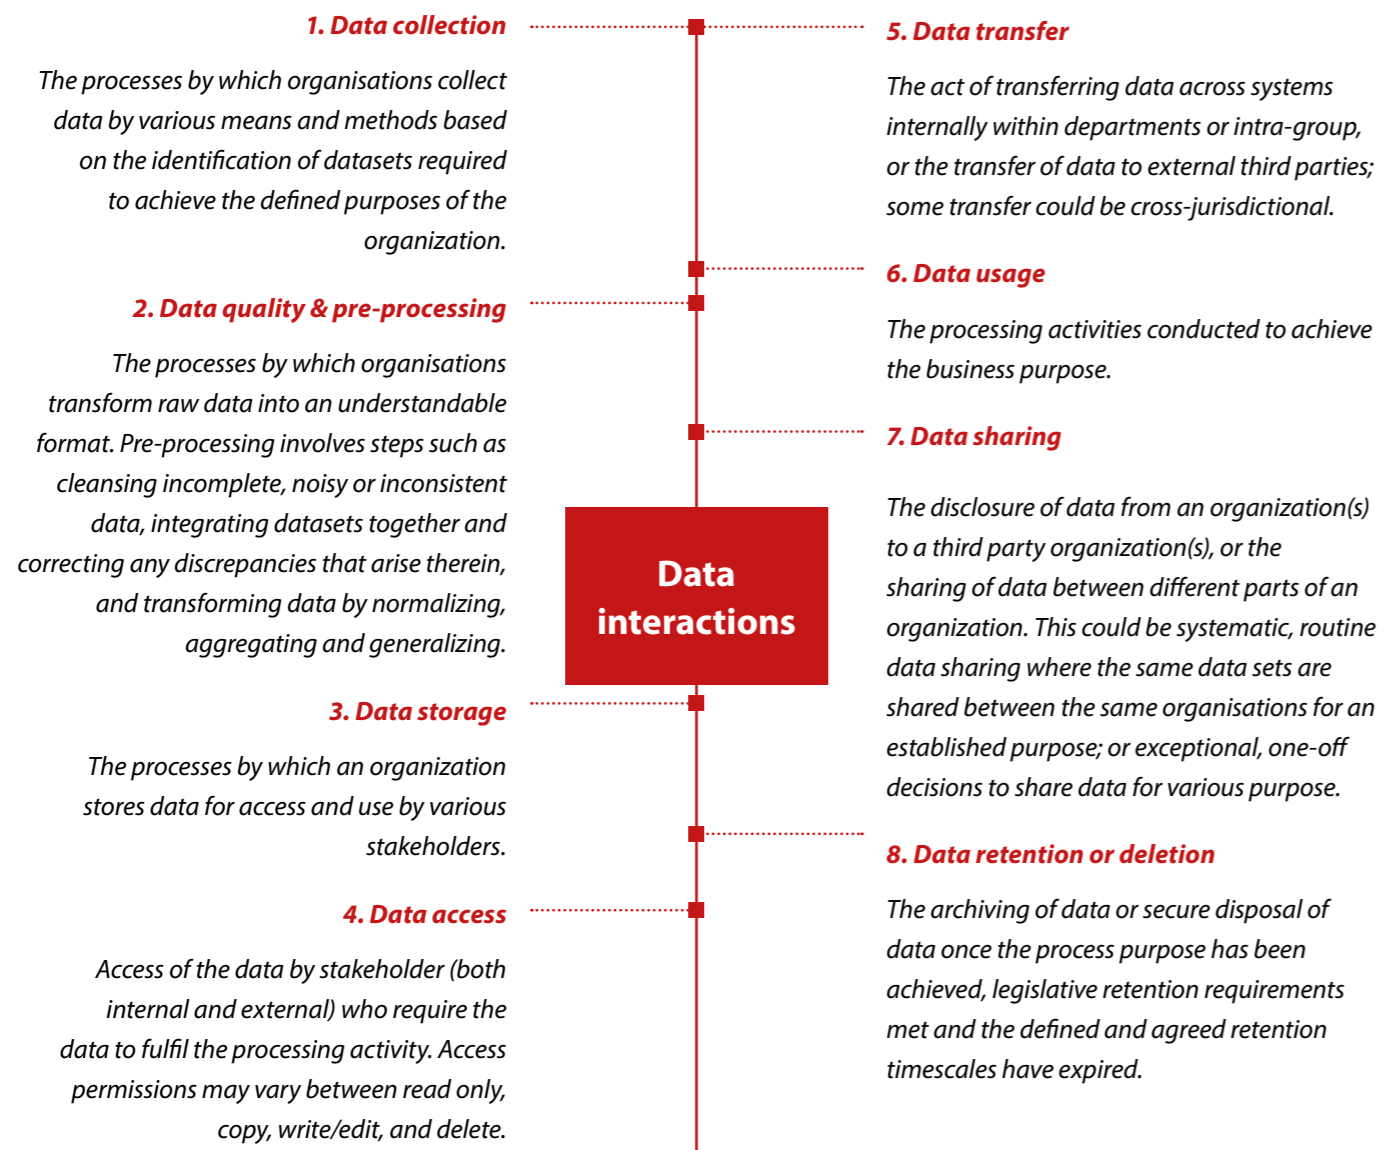 1. Data collection
The processes by which organisations collect
data by various means and methods based
on the identification of datasets required
to achieve the defined purposes of the
organization.
2. Data quality & pre-processing
The processes by which organisations
transform raw data into an understandable
format. Pre-processing involves steps such as
cleansing incomplete, noisy or inconsistent
data, integrating datasets together and
correcting any discrepancies that arise therein,
and transforming data by normalizing,
aggregating and generalizing.
3. Data storage
The processes by which an organization
stores data for access and use by various
stakeholders.
4. Data access
Access of the data by stakeholder (both
internal and external) who require the
data to fulfil the processing activity. Access
permissions may vary between read only,
copy, write/edit, and delete.
Data
interactions
5. Data transfer
The act of transferring data across systems
internally within departments or intra-group,
or the transfer of data to external third parties;
some transfer could be cross-jurisdictional.
6. Data usage
The processing activities conducted to achieve
the business purpose.
7. Data sharing
The disclosure of data from an organization(s)
to a third party organization(s), or the
sharing of data between different parts of an
organization. This could be systematic, routine
data sharing where the same data sets are
shared between the same organisations for an
established purpose; or exceptional, one-off
decisions to share data for various purpose.
8. Data retention or deletion
The archiving of data or secure disposal of
data once the process purpose has been
achieved, legislative retention requirements
met and the defined and agreed retention
timescales have expired.